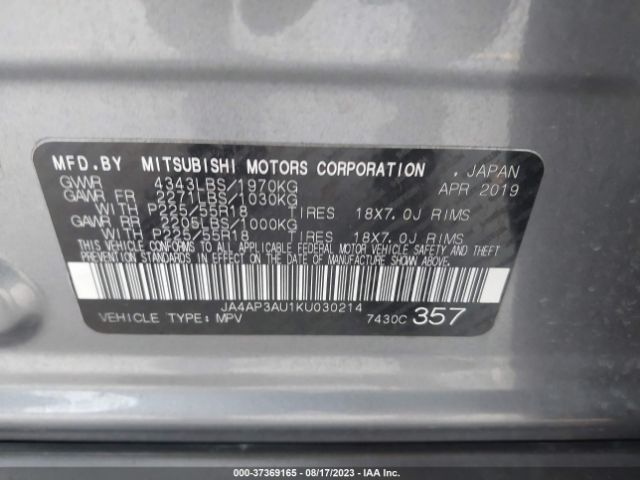 MFD.BY MITSUBISHI MOTORS CORPORATION . JAPAN
GVWR 4343LBS/1970KG APR 2019
GAWR FR 2271LBS/1030KG
WITH P225/55R18 TIRES 18X7.0J RIMS
GAWR RR 2205LBS/1000KG
WITH P225/55R18 TIRES 18X7.0J RIMS
THIS VEHICLE CONFORMS TO ALL APPLICABLE FEDERAL MOTOR VEHICLE SAFETY AND THEFT
PREVENTION STANDARDS IN EFFECT ON THE DATE OF MANUFACTURE SHOWN ABOVE.
JA4AP3AU1KU030214
VEHICLE TYPE: MPV 7430C 357
000-37369165 - 08/17/2023 - IAAI.COM